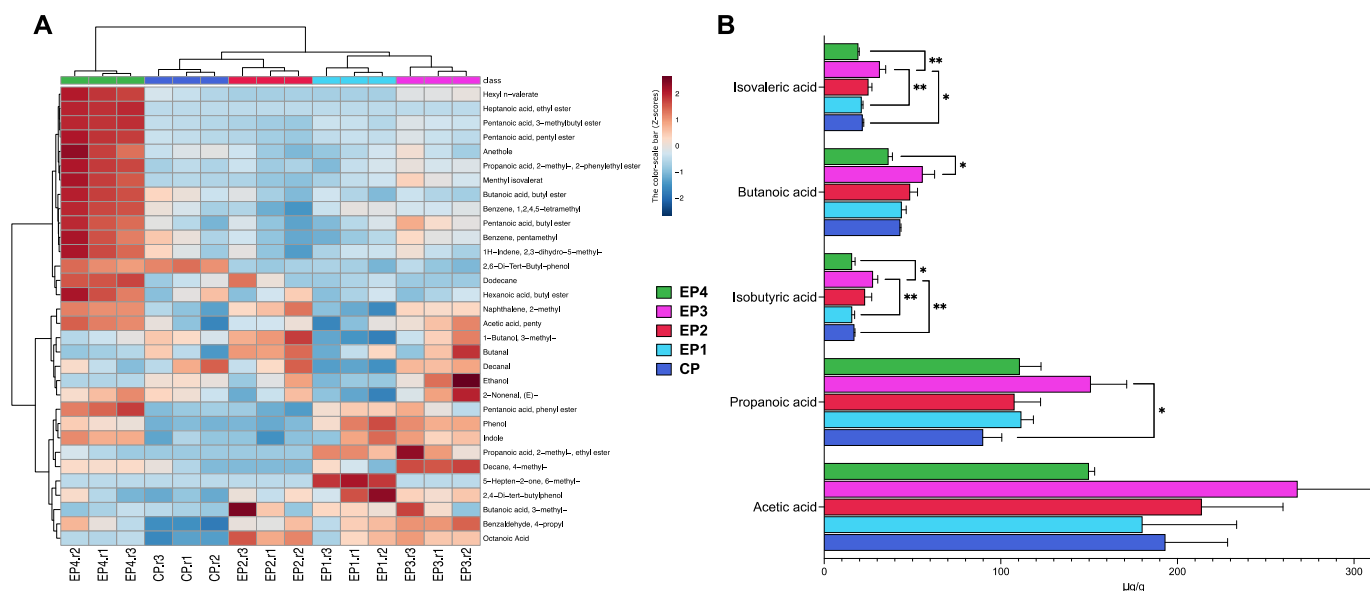 A
class
Hexyl n−valerate
Heptanoic acid, ethyl ester
Pentanoic acid, 3−methylbutyl ester
Pentanoic acid, pentyl ester
Anethole
Propanoic acid, 2−methyl−, 2−phenylethyl ester
Menthyl isovalerat
Butanoic acid, butyl ester
Benzene, 1,2,4,5−tetramethyl
Pentanoic acid, butyl ester
Benzene, pentamethyl
1H−Indene, 2,3−dihydro−5−methyl−
2,6−Di−Tert−Butyl−phenol
Dodecane
Hexanoic acid, butyl ester
Naphthalene, 2−methyl
Acetic acid, penty
1−Butanol, 3−methyl−
Butanal
Decanal
Ethanol
2−Nonenal, (E)−
Pentanoic acid, phenyl ester
Phenol
Indole
Propanoic acid, 2−methyl−, ethyl ester
Decane, 4−methyl−
5−Hepten−2−one, 6−methyl−
2,4−Di−tert−butylphenol
Butanoic acid, 3−methyl−
Benzaldehyde, 4−propyl
Octanoic Acid
EP4.r2
EP4.r1
EP4.r3
CP.r3
CP.r1
CP.r2
EP2.r3
EP2.r1
EP2.r2
EP1.r3
EP1.r1
EP1.r2
EP3.r3
EP3.r1
EP3.r2
The color−scale bar (Z−scores)
2
1
0
−1
−2
EP4
EP3
EP2
EP1
CP
B
Isovaleric acid
**
**
*
Butanoic acid
*
Isobutyric acid
*
**
**
Propanoic acid
*
Acetic acid
0
100
200
300
µg/g